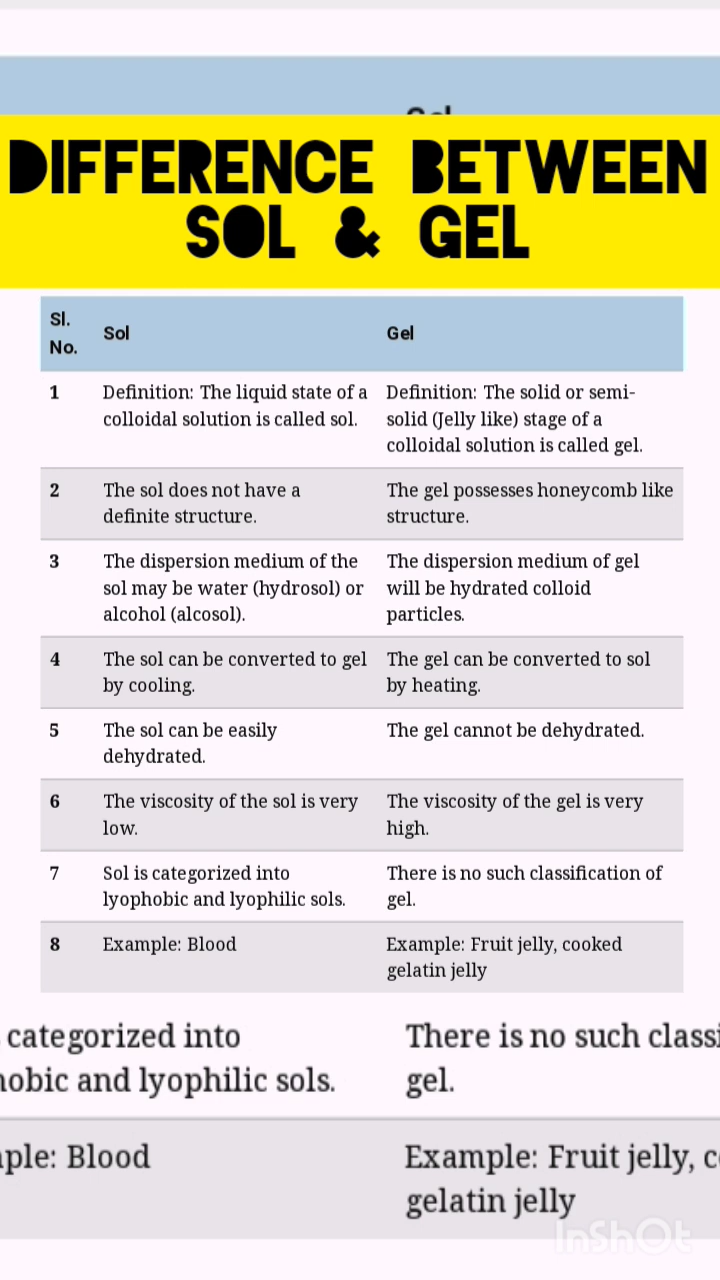 DIFFERENCE BETWEEN
SOL & GEL
Sl.
No.
Sol
Gel
1
Definition: The liquid state of a
colloidal solution is called sol.
Definition: The solid or semi-
solid (Jelly like) stage of a
colloidal solution is called gel.
2
The sol does not have a
definite structure.
The gel possesses honeycomb like
structure.
3
The dispersion medium of the
sol may be water (hydrosol) or
alcohol (alcosol).
The dispersion medium of gel
will be hydrated colloid
particles.
4
The sol can be converted to gel
by cooling.
The gel can be converted to sol
by heating.
5
The sol can be easily
dehydrated.
The gel cannot be dehydrated.
6
The viscosity of the sol is very
low.
The viscosity of the gel is very
high.
7
Sol is categorized into
lyophobic and lyophilic sols.
There is no such classification of
gel.
8
Example: Blood
Example: Fruit jelly, cooked
gelatin jelly
categorized into
and lyophilic sols.
There is no such
gel.
Blood
Example: Fruit jelly,
gelatin jelly
InShOt